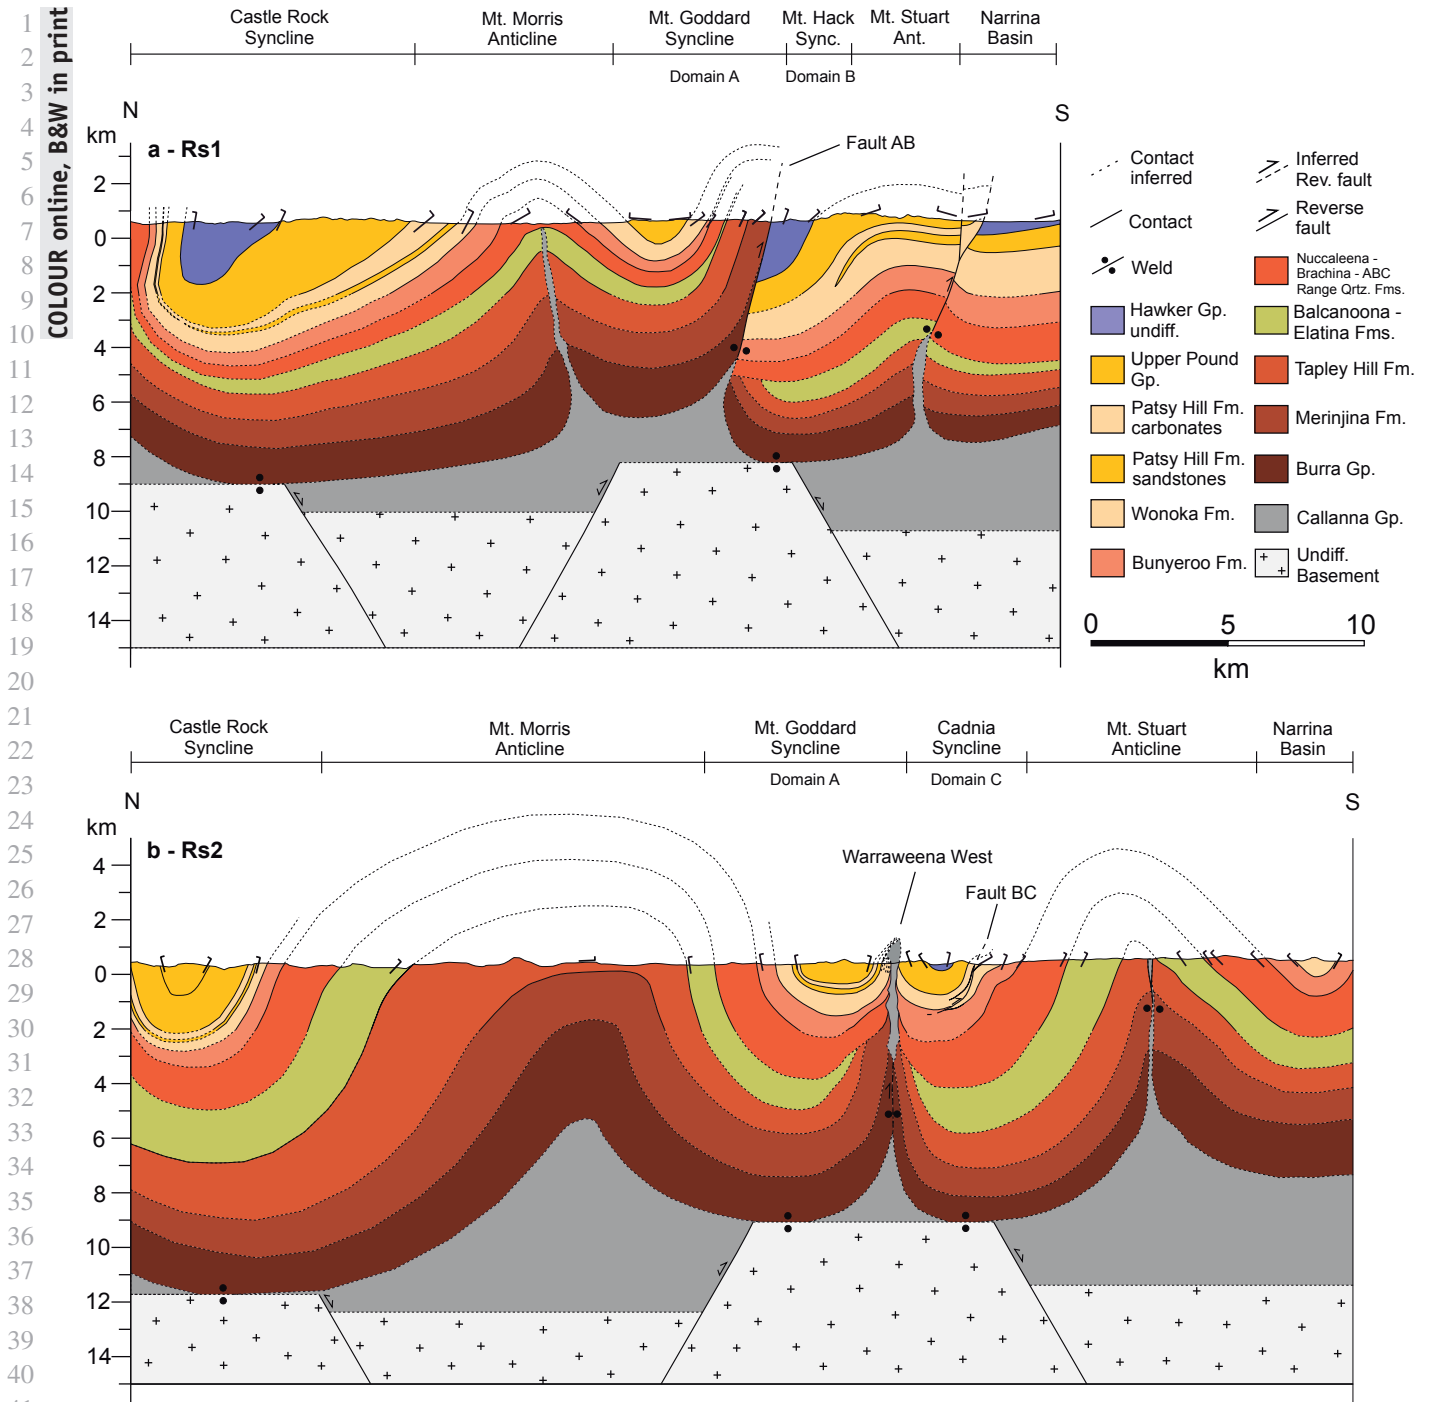 COLOUR online, B&W in print
1
2
3
4
5
6
7
8
9
10
11
12
13
14
15
16
17
18
19
20
21
22
23
24
25
26
27
28
29
30
31
32
33
34
35
36
37
38
39
40
Castle Rock
Syncline
Mt. Morris
Anticline
Mt. Goddard
Syncline
Mt. Hack
Sync.
Mt. Stuart
Ant.
Narrina
Basin
Domain A
Domain B
N
S
km
a - Rs1
Fault AB
2
0
2
4
6
8
10
12
14
Contact
inferred
Inferred
Rev. fault
Contact
Reverse
fault
Weld
Nuccaleena -
Brachina - ABC
Range Qrtz. Fms.
Hawker Gp.
undiff.
Balcanoona -
Elatina Fms.
Upper Pound
Gp.
Tapley Hill Fm.
Patsy Hill Fm.
carbonates
Merinjina Fm.
Patsy Hill Fm.
sandstones
Burra Gp.
Wonoka Fm.
Callanna Gp.
Bunyeroo Fm.
Undiff.
Basement
0 5 10
km
Castle Rock
Syncline
Mt. Morris
Anticline
Mt. Goddard
Syncline
Cadnia
Syncline
Mt. Stuart
Anticline
Narrina
Basin
Domain A
Domain C
N
S
km
b - Rs2
Warraweena West
Fault BC
4
2
0
2
4
6
8
10
12
14